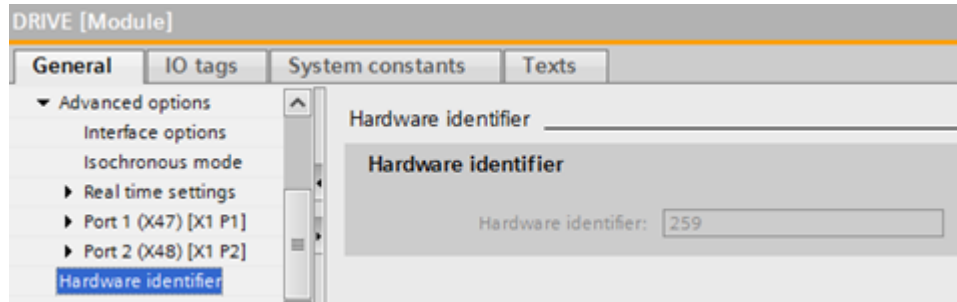 DRIVE [Module]
General IO tags System constants Texts
Advanced options
Interface options
Isochronous mode
Real time settings
Port 1 (X47) [X1 P1]
Port 2 (X48) [X1 P2]
Hardware identifier
Hardware identifier
Hardware identifier
Hardware identifier: 259